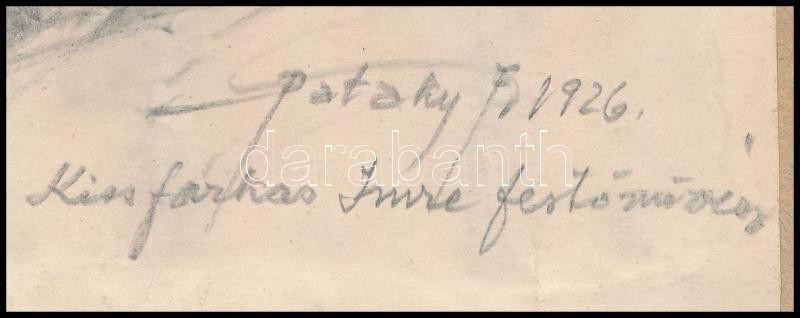 Pataky F. 1926.
darabanth
Kiss farkas Imre festőművész